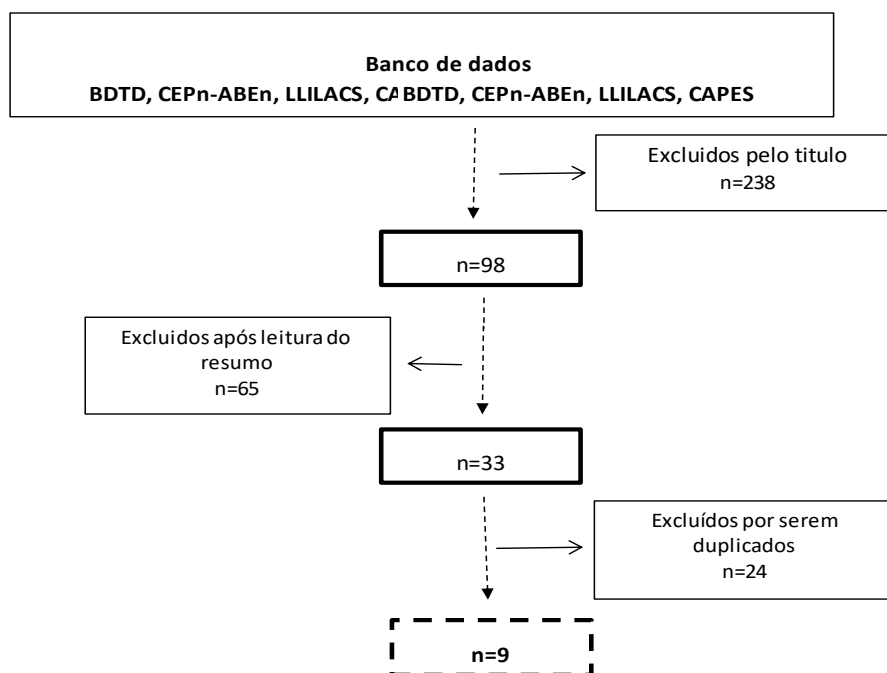 Banco de dados
BDTD, CEPn-ABEn, LLILACS, CA BDTD, CEPn-ABEn, LLILACS, CAPES
Excluidos pelo titulo
n=238
n=98
Excluidos após leitura do
resumo
n=65
n=33
Excluídos por serem
duplicados
n=24
n=9